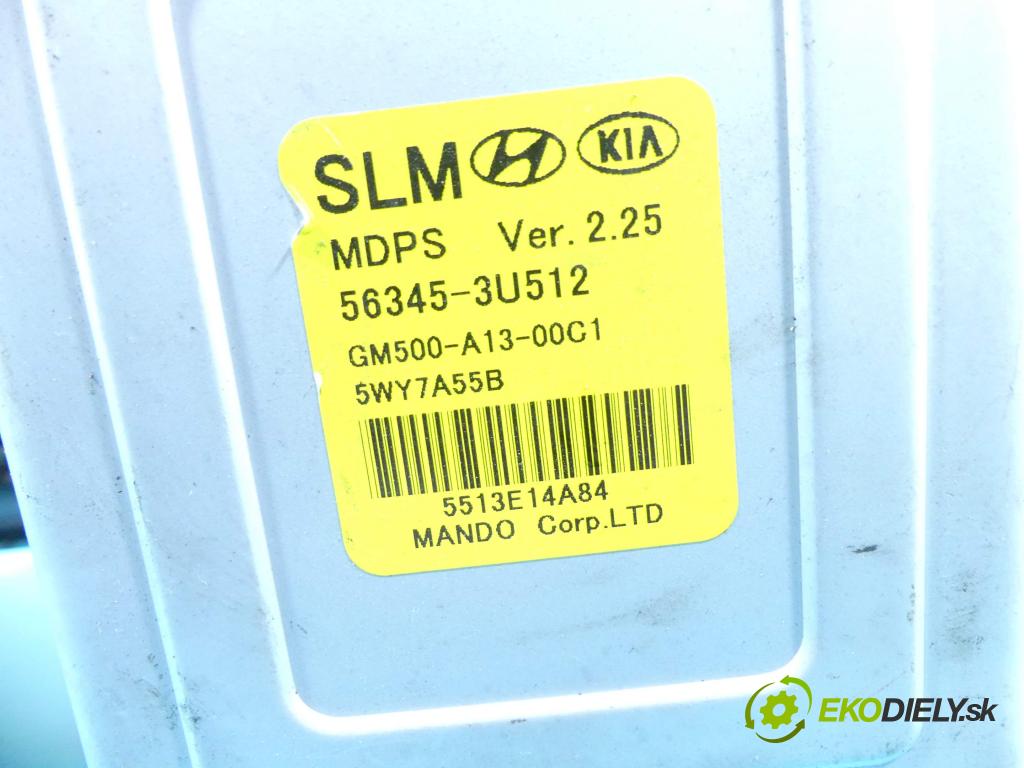 SLM H KIA
MDPS Ver. 2.25
56345-3U512
GM500-A13-00C1
5WY7A55B
5513E14A84
MANDO Corp.LTD
EKODIELY.sk